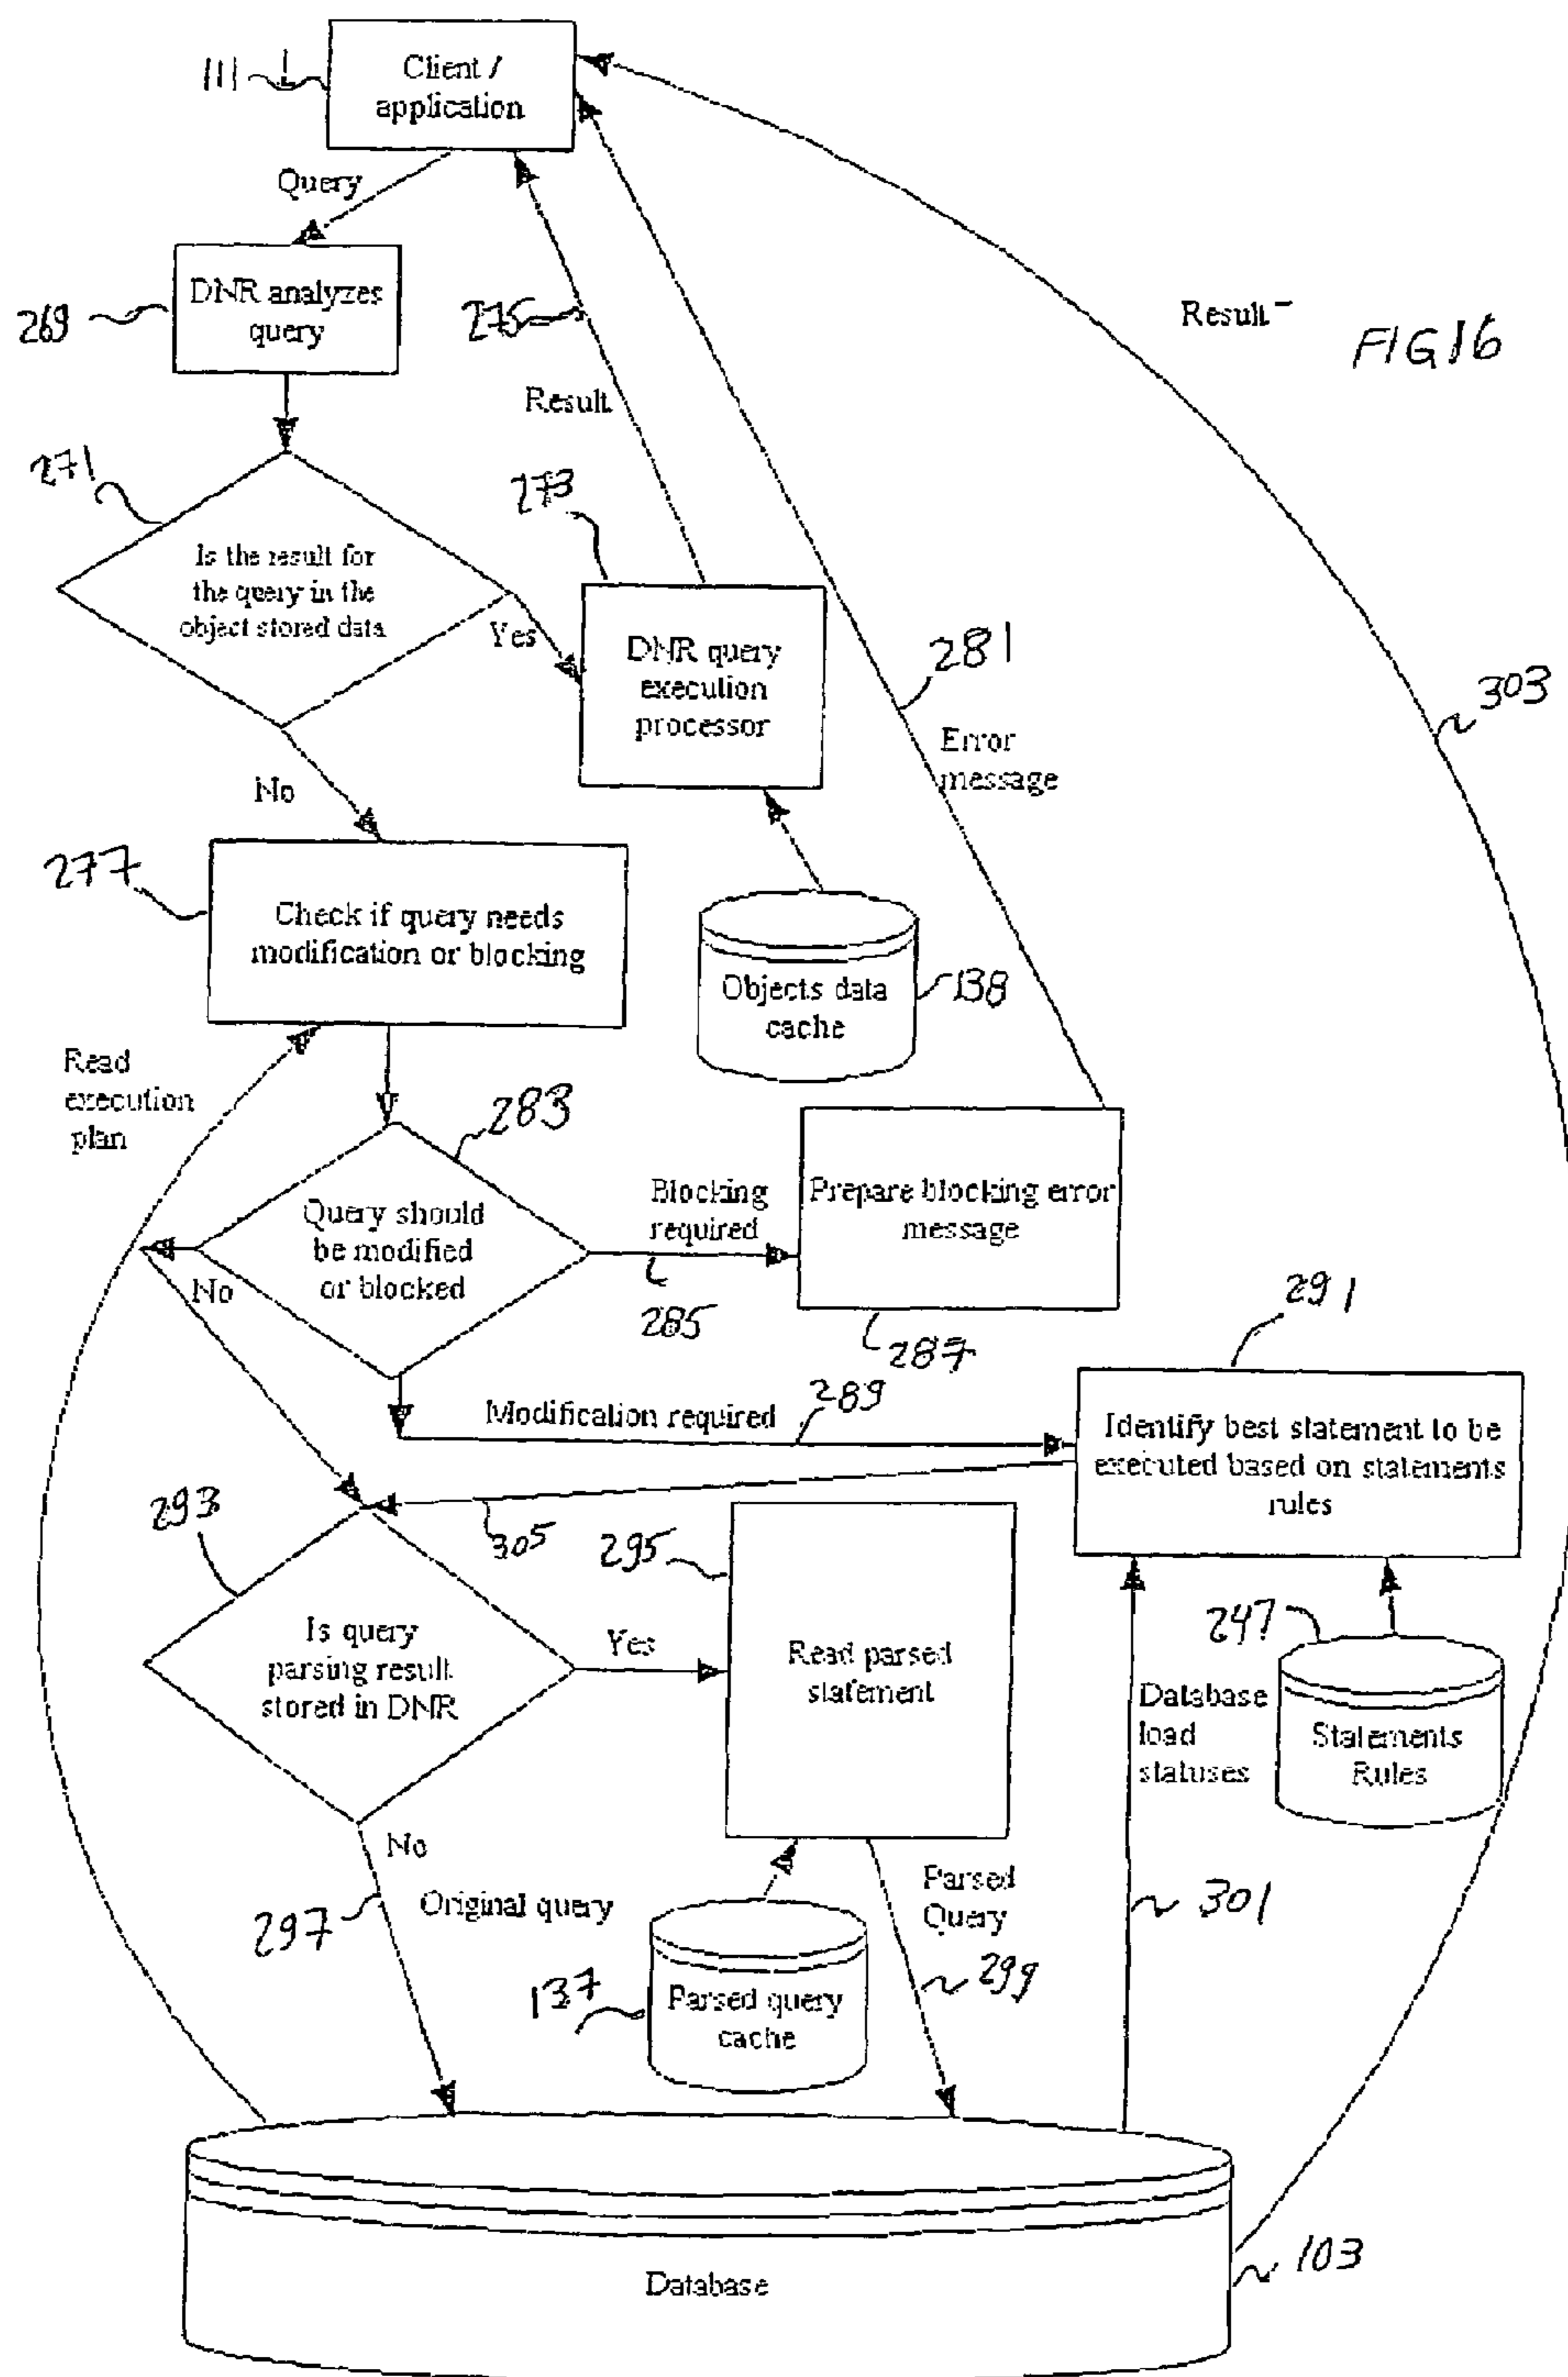 Client /
application
111
Query
DNR analyzes
query
269
275
Result
Result
FIG 16
271
Is the result for
the query in the
object stored data
Yes
273
DNR query
execution
processor
281
Error
message
303
No
277
Check if query needs
modification or blocking
Objects data
cache
138
Read
execution
plan
283
Query should
be modified
or blocked
No
Blocking
required
285
Prepare blocking error
message
287
291
289
Modification required
Identify best statement to be
executed based on statements
rules
305
293
Is query
parsing result
stored in DNR
Yes
295
Read parsed
statement
247
Database
load
statuses
Statements
Rules
No
297
Original query
Parsed
Query
301
137
Parsed query
cache
299
Database
103